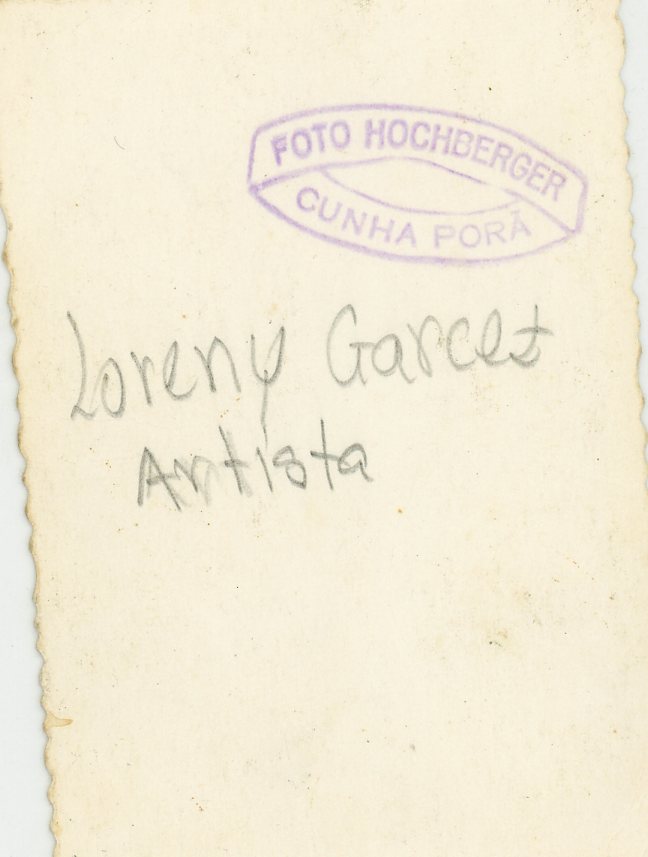 FOTO HOCHBERGER
CUNHA PORÃ
Loreny Garcez
Artista